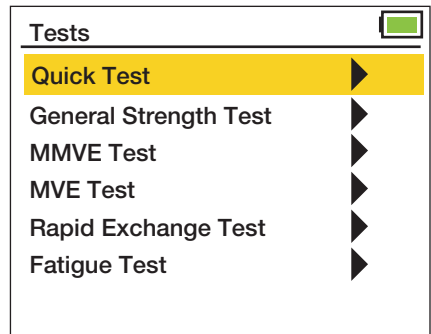 Tests
Quick Test
General Strength Test
MMVE Test
MVE Test
Rapid Exchange Test
Fatigue Test